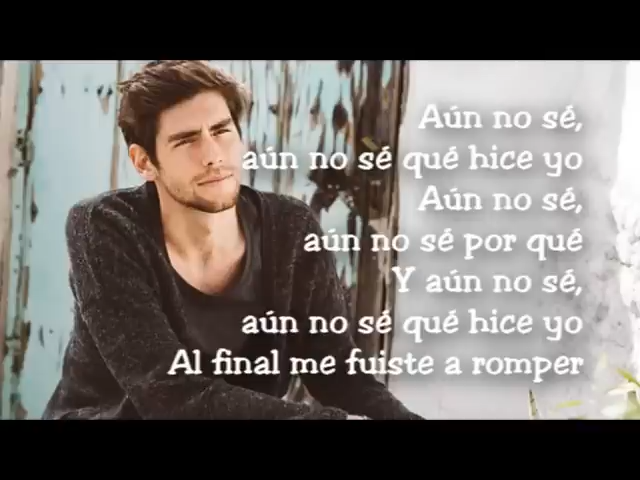 Aún no sé,
aún no sé qué hice yo
Aún no sé,
aún no sé por qué
Y aún no sé,
aún no sé qué hice yo
Al final me fuiste a romper